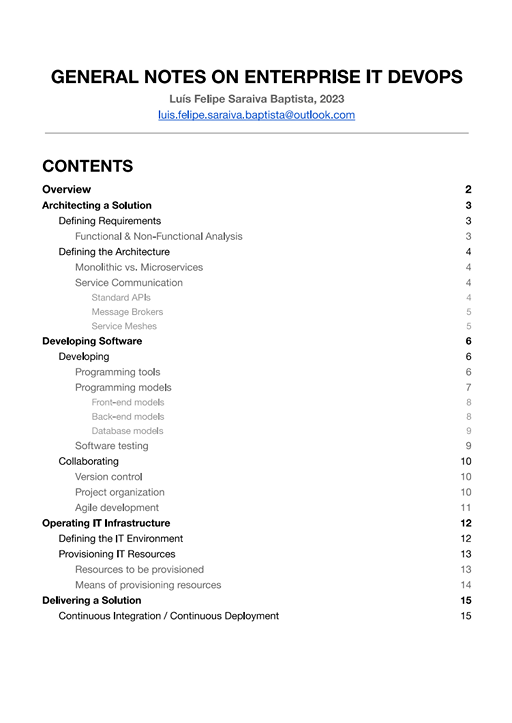 GENERAL NOTES ON ENTERPRISE IT DEVOPS
Luís Felipe Saraiva Baptista, 2023
luis.felipe.saraiva.baptista@outlook.com
CONTENTS
Overview 2
Architecting a Solution 3
Defining Requirements 3
Functional & Non-Functional Analysis 3
Defining the Architecture 4
Monolithic vs. Microservices 4
Service Communication 4
Standard APIs 4
Message Brokers 5
Service Meshes 5
Developing Software 6
Developing 6
Programming tools 6
Programming models 7
Front-end models 8
Back-end models 8
Database models 9
Software testing 9
Collaborating 10
Version control 10
Project organization 10
Agile development 11
Operating IT Infrastructure 12
Defining the IT Environment 12
Provisioning IT Resources 13
Resources to be provisioned 13
Means of provisioning resources 14
Delivering a Solution 15
Continuous Integration / Continuous Deployment 15